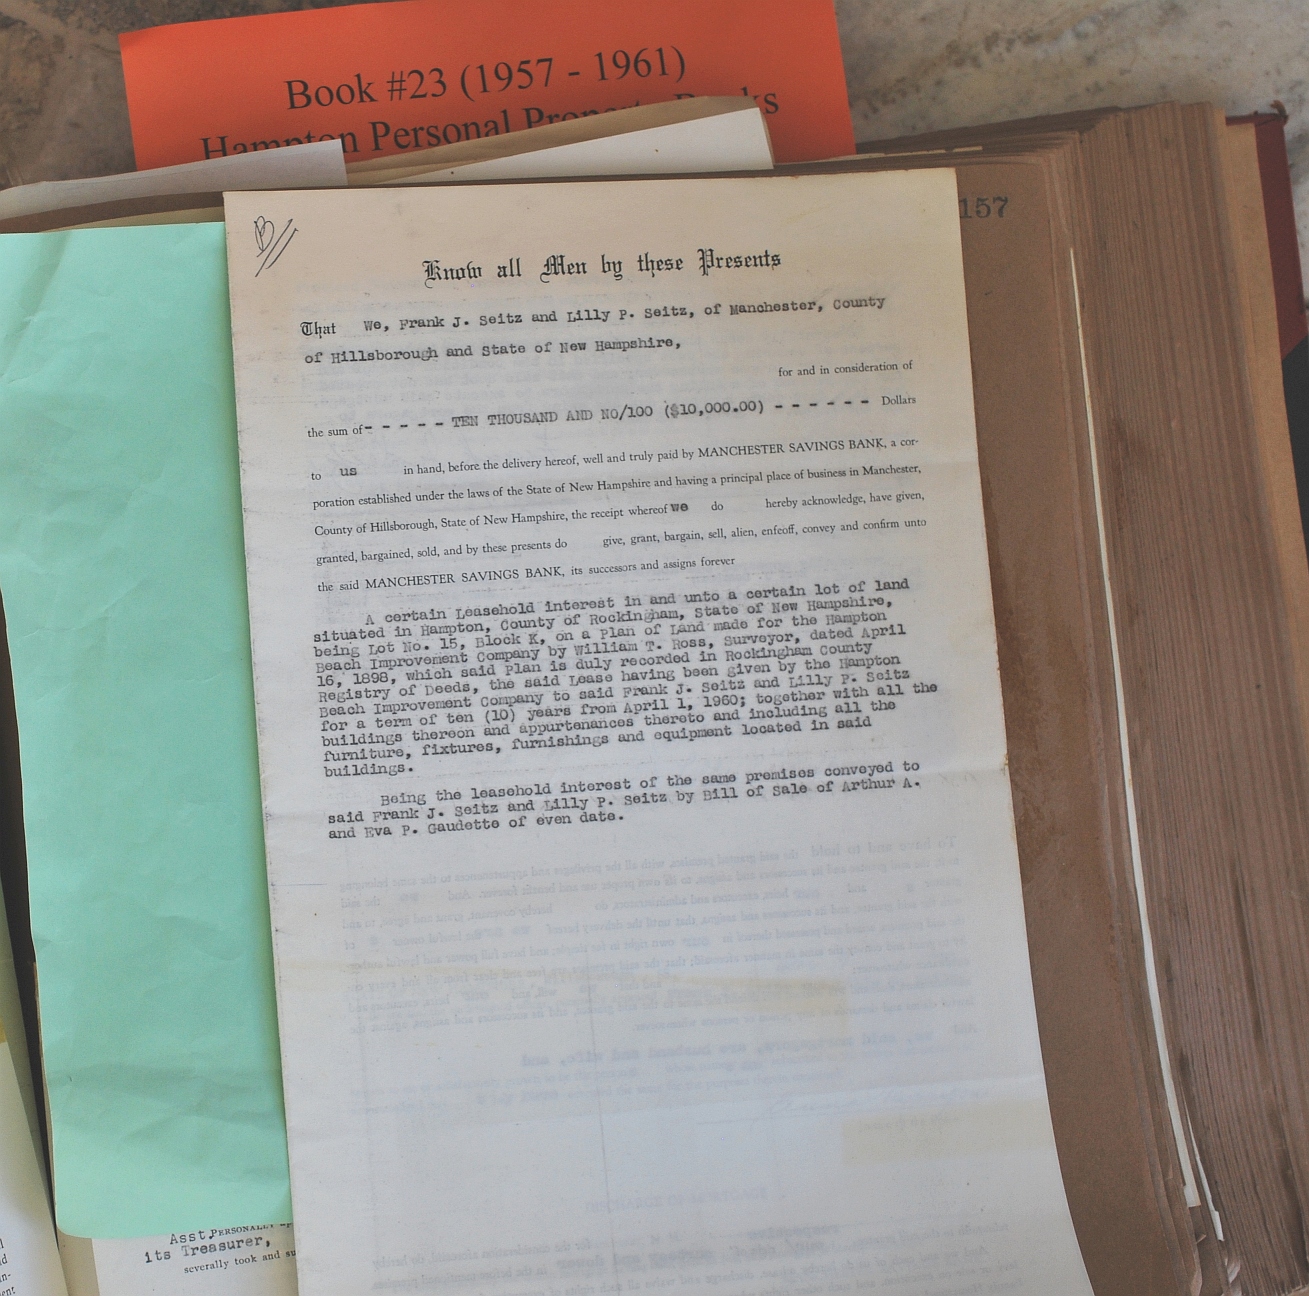 Book #23 (1957 - 1961)
Hampton Personal Property Books
157
Know all Men by these Presents
That We, Frank J. Seitz and Lilly P. Seitz, of Manchester, County
of Hillsborough and State of New Hampshire,
for and in consideration of
the sum of - - - - - TEN THOUSAND AND NO/100 ($10,000.00) - - - - - - Dollars
to us in hand, before the delivery hereof, well and truly paid by MANCHESTER SAVINGS BANK, a cor-
poration established under the laws of the State of New Hampshire and having a principal place of business in Manchester,
County of Hillsborough, State of New Hampshire, the receipt whereof we do hereby acknowledge, have given,
granted, bargained, sold, and by these presents do give, grant, bargain, sell, alien, enfeoff, convey and confirm unto
the said MANCHESTER SAVINGS BANK, its successors and assigns forever
A certain Leasehold interest in and unto a certain lot of land
situated in Hampton, County of Rockingham, State of New Hampshire,
being Lot No. 15, Block K, on a Plan of Land made for the Hampton
Beach Improvement Company by William T. Ross, Surveyor, dated April
16, 1898, which said Plan is duly recorded in Rockingham County
Registry of Deeds, the said Lease having been given by the Hampton
Beach Improvement Company to said Frank J. Seitz and Lilly P. Seitz
for a term of ten (10) years from April 1, 1960; together with all the
buildings thereon and appurtenances thereto and including all the
furniture, fixtures, furnishings and equipment located in said
buildings.
Being the leasehold interest of the same premises conveyed to
said Frank J. Seitz and Lilly P. Seitz by Bill of Sale of Arthur A.
and Eva P. Gaudette of even date.
Asst. PERSONALLY
its Treasurer,
severally took and